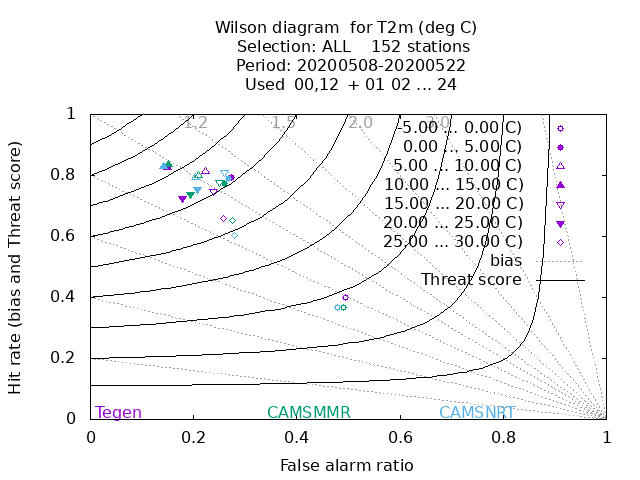 Wilson diagram for T2m (deg C)
Selection: ALL 152 stations
Period: 20200508-20200522
Used 00,12 + 01 02 ... 24
1.2 1.5 2.0 3.0
-5.00 ... 0.00 C)
0.00 ... 5.00 C)
5.00 ... 10.00 C)
10.00 ... 15.00 C)
15.00 ... 20.00 C)
20.00 ... 25.00 C)
25.00 ... 30.00 C)
bias
Threat score
Hit rate (bias and Threat score)
1
0.8
0.6
0.4
0.2
0
Tegen CAMSMMR CAMSNRT
0 0.2 0.4 0.6 0.8 1
False alarm ratio